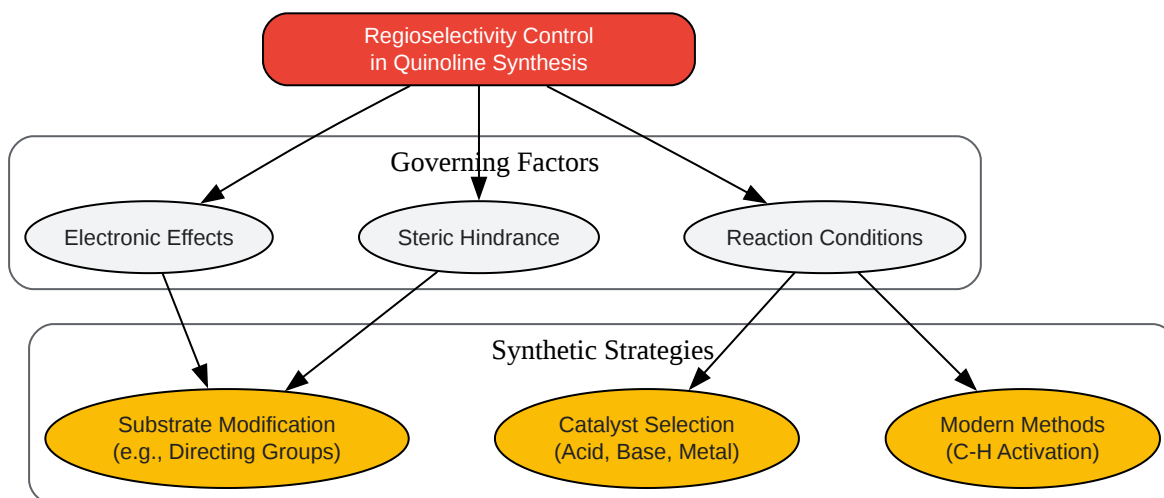 Regioselectivity Control
in Quinoline Synthesis
Governing Factors
Electronic Effects
Steric Hindrance
Reaction Conditions
Synthetic Strategies
Substrate Modification
(e.g., Directing Groups)
Catalyst Selection
(Acid, Base, Metal)
Modern Methods
(C-H Activation)